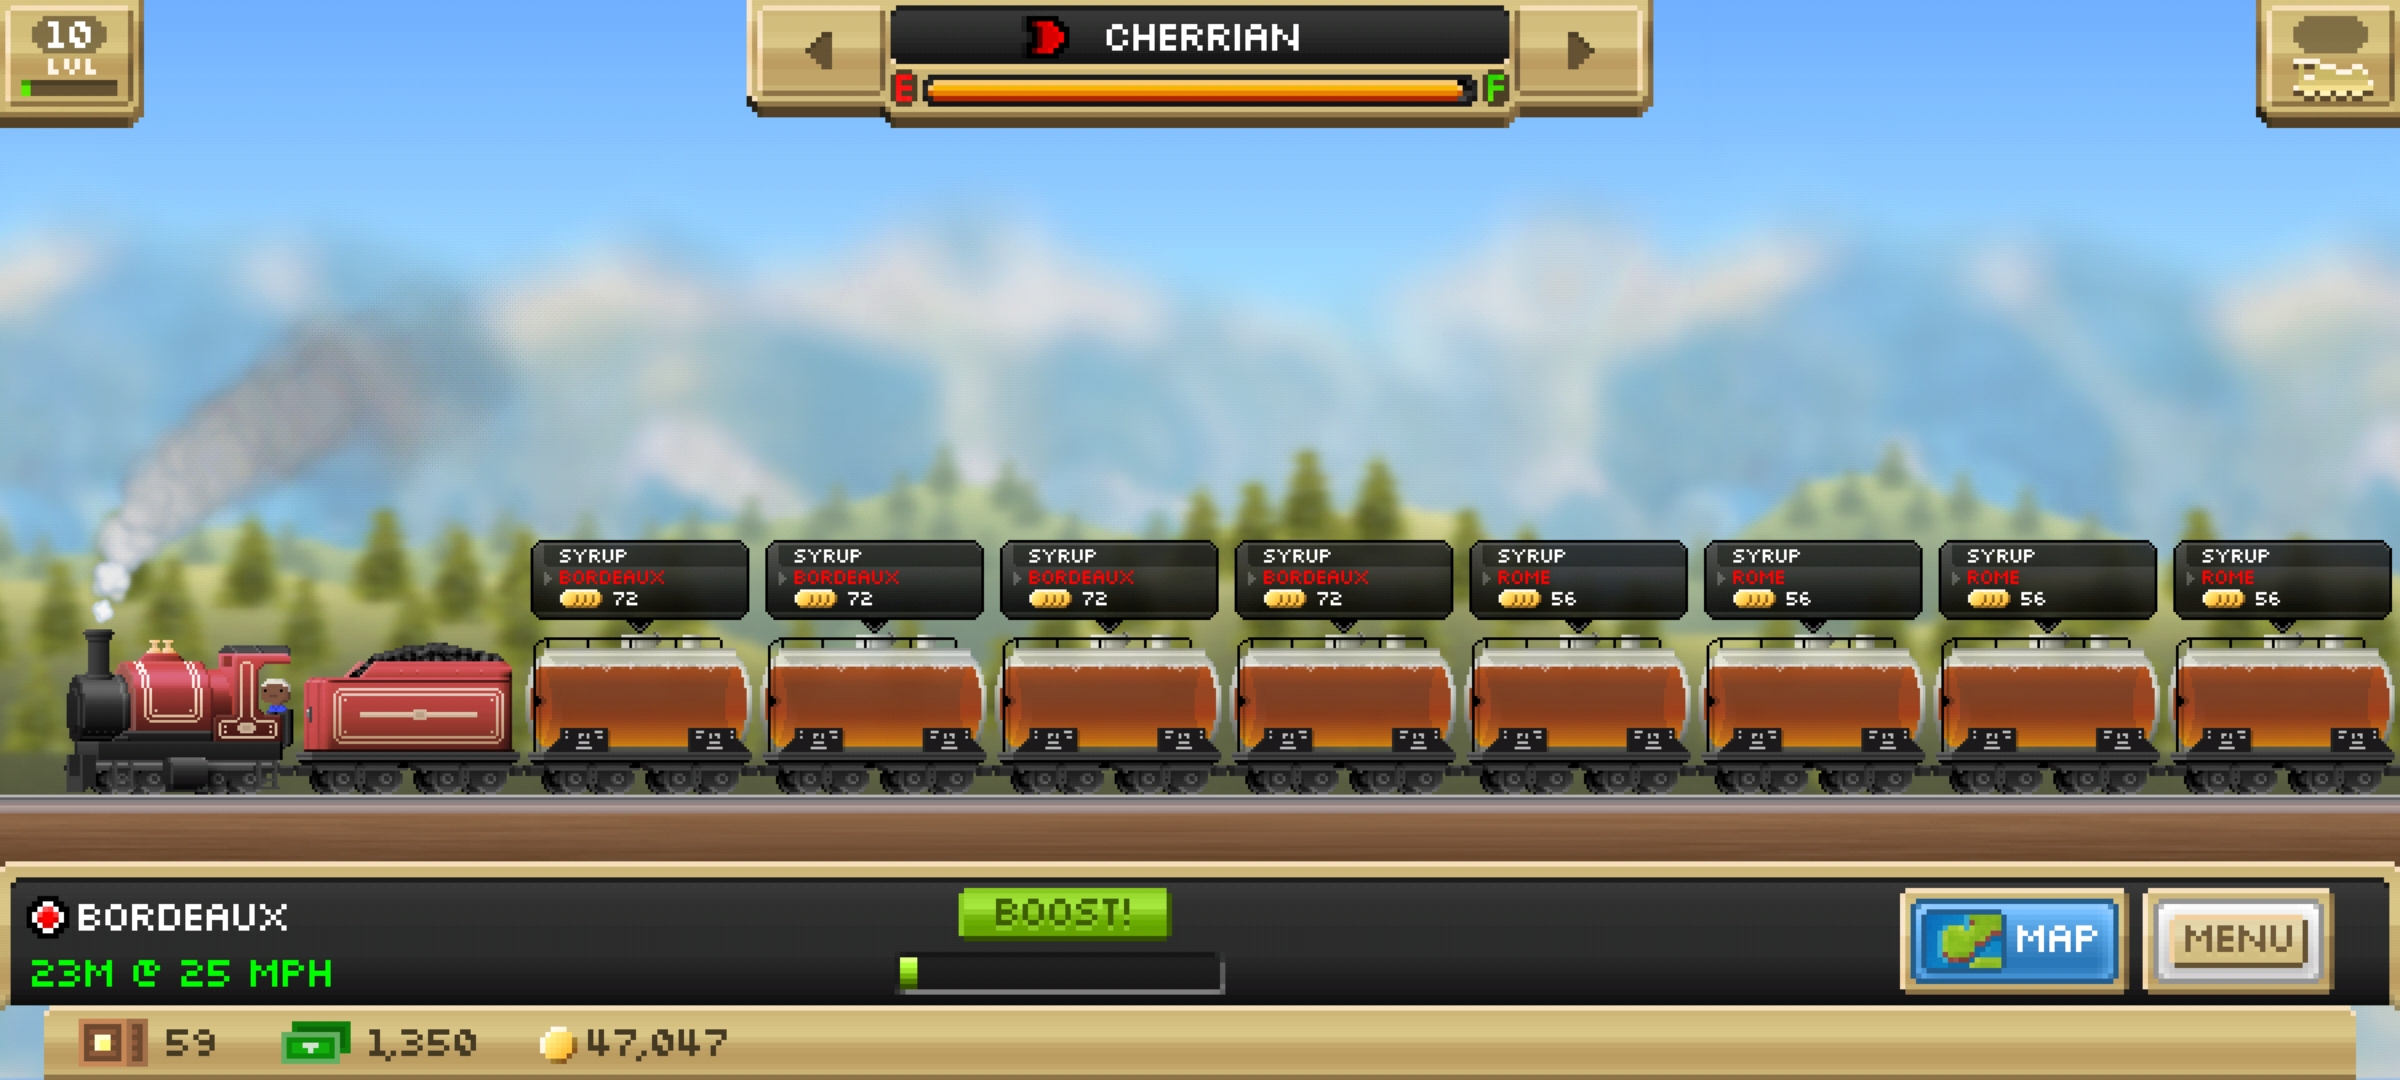 10
LVL
CHERRIAN
E F
SYRUP
BORDEAUX
72
SYRUP
BORDEAUX
72
SYRUP
BORDEAUX
72
SYRUP
BORDEAUX
72
SYRUP
ROME
56
SYRUP
ROME
56
SYRUP
ROME
56
SYRUP
ROME
56
BORDEAUX
23M @ 25 MPH
BOOST!
MAP
MENU
59 1,350 47,047